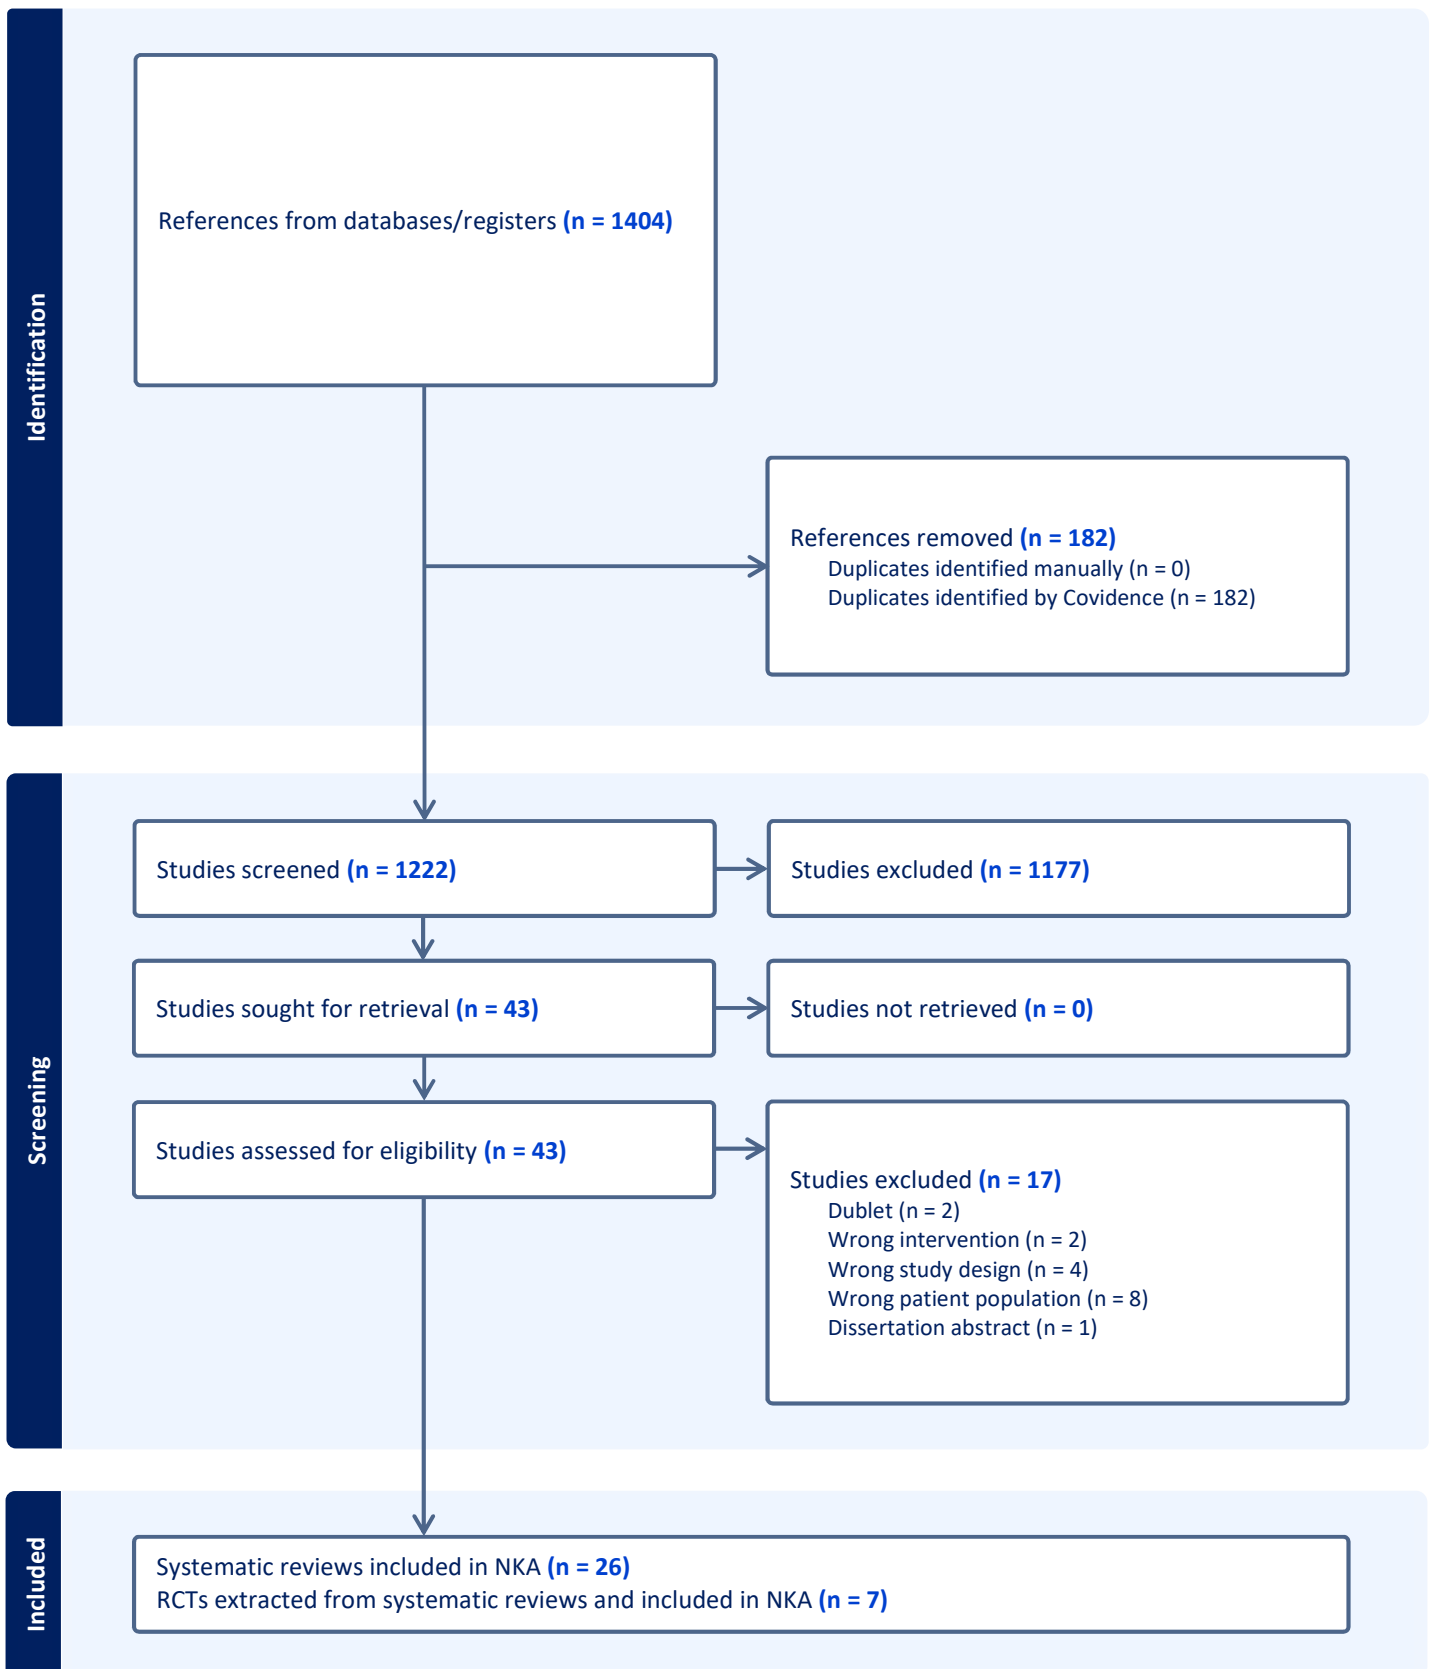 Identification
References from databases/registers (n = 1404)
References removed (n = 182)
Duplicates identified manually (n = 0)
Duplicates identified by Covidence (n = 182)
Screening
Studies screened (n = 1222)
Studies excluded (n = 1177)
Studies sought for retrieval (n = 43)
Studies not retrieved (n = 0)
Studies assessed for eligibility (n = 43)
Studies excluded (n = 17)
Dublet (n = 2)
Wrong intervention (n = 2)
Wrong study design (n = 4)
Wrong patient population (n = 8)
Dissertation abstract (n = 1)
Included
Systematic reviews included in NKA (n = 26)
RCTs extracted from systematic reviews and included in NKA (n = 7)